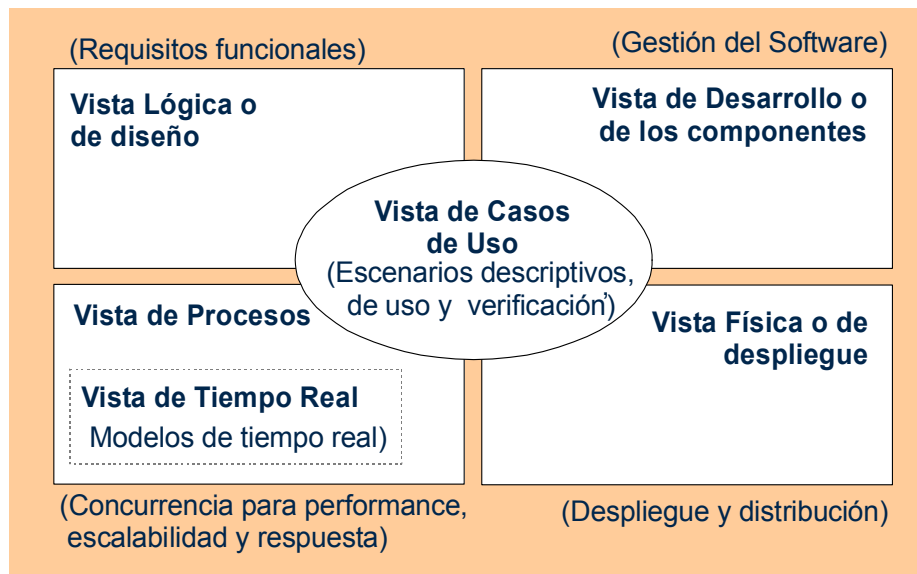 (Requisitos funcionales)
(Gestión del Software)
Vista Lógica o
de diseño
Vista de Desarrollo o
de los componentes
Vista de Casos
de Uso
(Escenarios descriptivos,
de uso y verificación’)
Vista de Procesos
Vista de Tiempo Real
Modelos de tiempo real)
Vista Física o de
despliegue
(Concurrencia para performance,
escalabilidad y respuesta)
(Despliegue y distribución)